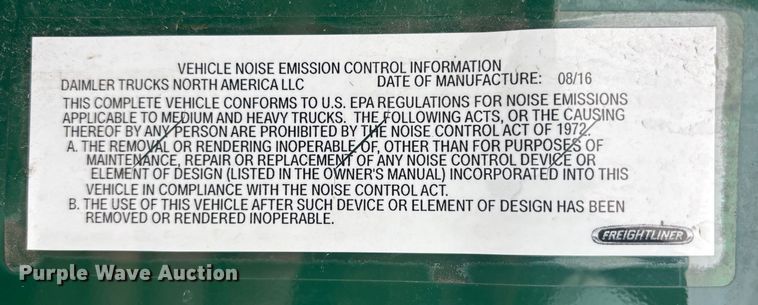 VEHICLE NOISE EMISSION CONTROL INFORMATION
DAIMLER TRUCKS NORTH AMERICA LLC DATE OF MANUFACTURE: 08/16
THIS COMPLETE VEHICLE CONFORMS TO U.S. EPA REGULATIONS FOR NOISE EMISSIONS
APPLICABLE TO MEDIUM AND HEAVY TRUCKS. THE FOLLOWING ACTS, OR THE CAUSING
THEREOF BY ANY PERSON ARE PROHIBITED BY THE NOISE CONTROL ACT OF 1972.
A. THE REMOVAL OR RENDERING INOPERABLE OF, OTHER THAN FOR PURPOSES OF
MAINTENANCE, REPAIR OR REPLACEMENT OF ANY NOISE CONTROL DEVICE OR
ELEMENT OF DESIGN (LISTED IN THE OWNER'S MANUAL) INCORPORATED INTO THIS
VEHICLE IN COMPLIANCE WITH THE NOISE CONTROL ACT.
B. THE USE OF THIS VEHICLE AFTER SUCH DEVICE OR ELEMENT OF DESIGN HAS BEEN
REMOVED OR RENDERED INOPERABLE.
FREIGHTLINER
Purple Wave Auction